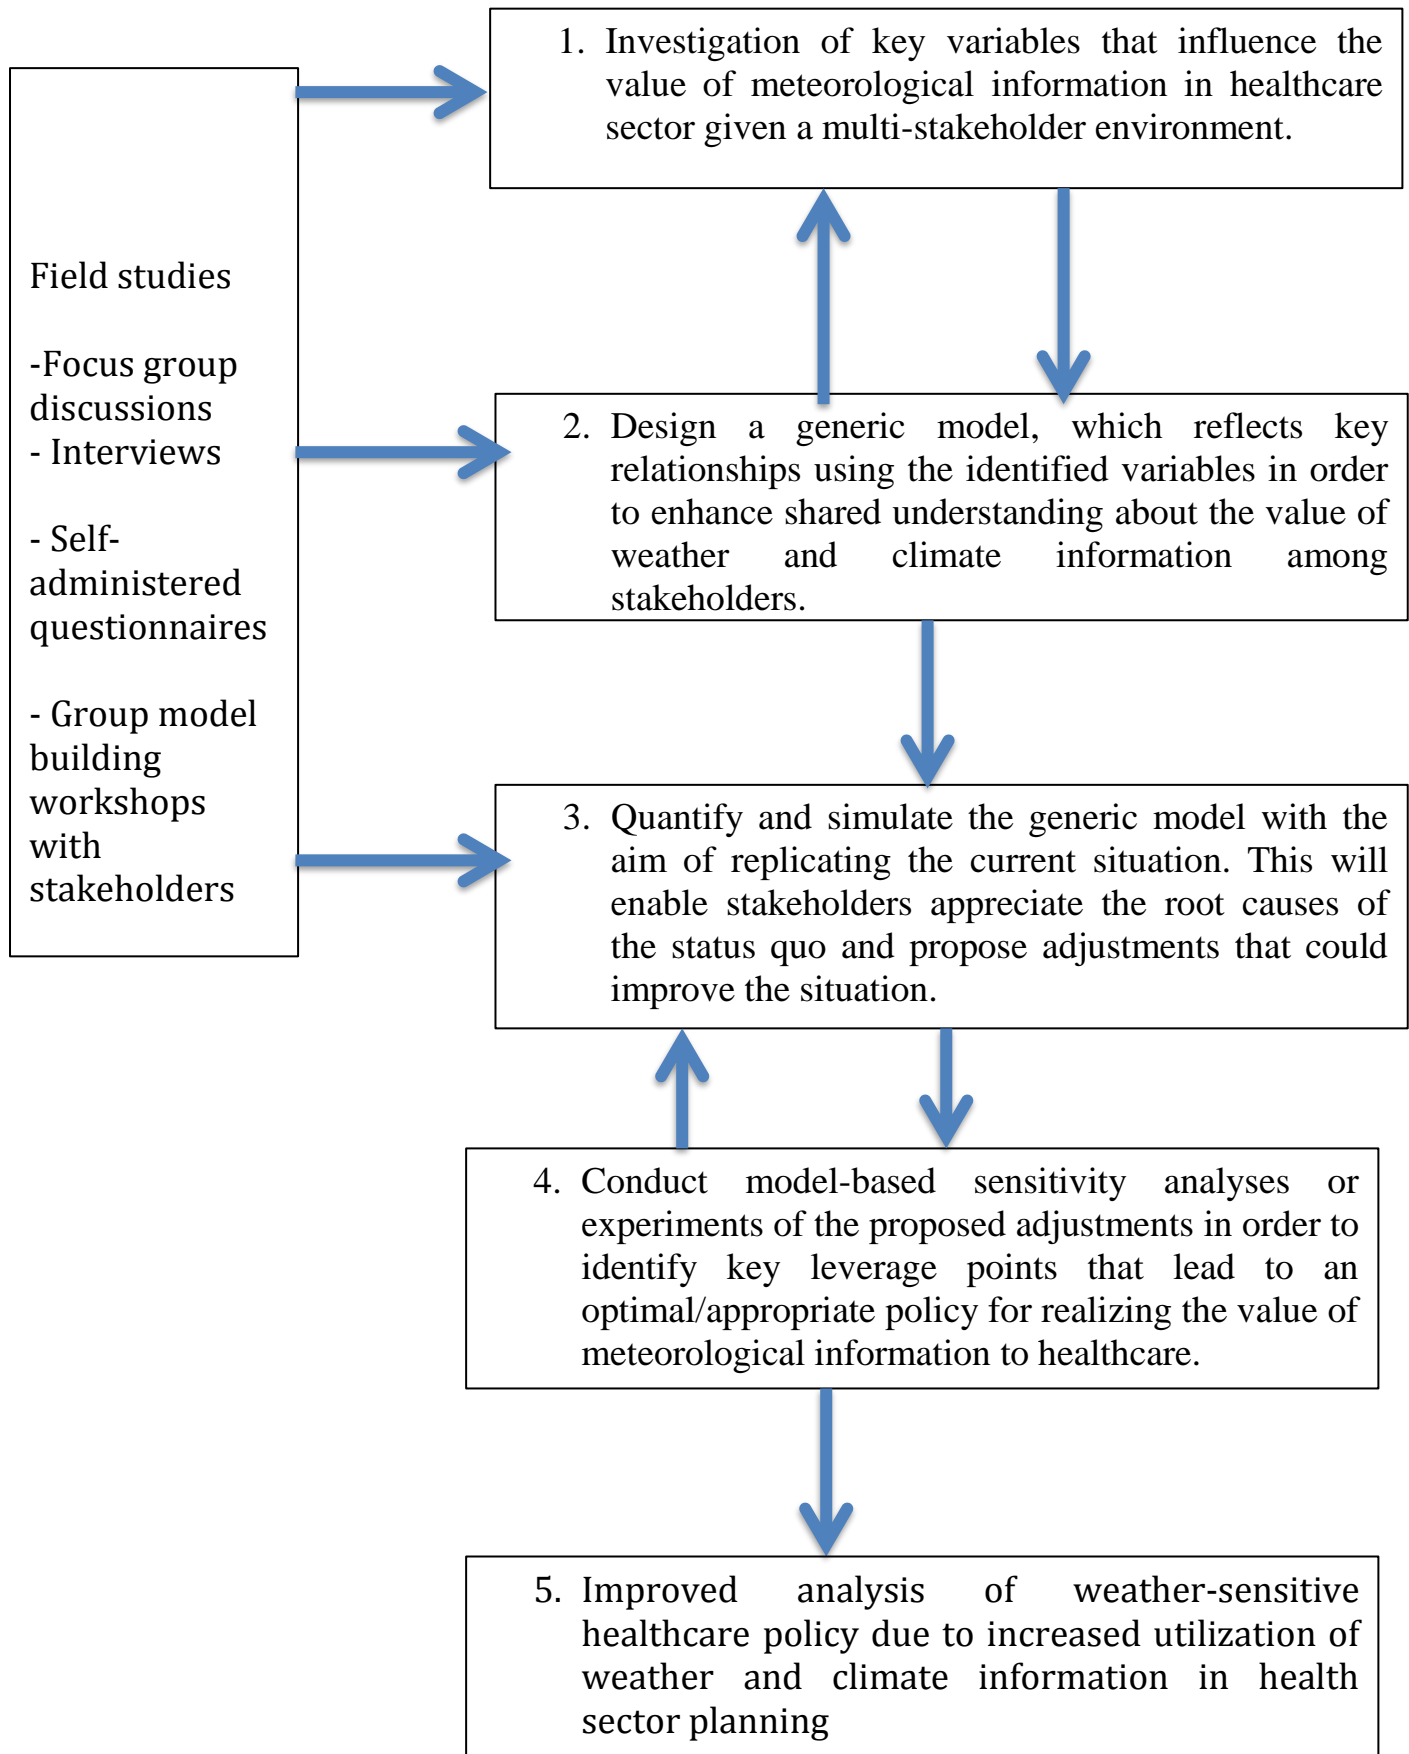 Field studies
-Focus group
discussions
- Interviews
- Self-
administered
questionnaires
- Group model
building
workshops
with
stakeholders
1. Investigation of key variables that influence the
value of meteorological information in healthcare
sector given a multi-stakeholder environment.
2. Design a generic model, which reflects key
relationships using the identified variables in order
to enhance shared understanding about the value of
weather and climate information among
stakeholders.
3. Quantify and simulate the generic model with the
aim of replicating the current situation. This will
enable stakeholders appreciate the root causes of
the status quo and propose adjustments that could
improve the situation.
4. Conduct model-based sensitivity analyses or
experiments of the proposed adjustments in order to
identify key leverage points that lead to an
optimal/appropriate policy for realizing the value of
meteorological information to healthcare.
5. Improved analysis of weather-sensitive
healthcare policy due to increased utilization of
weather and climate information in health
sector planning